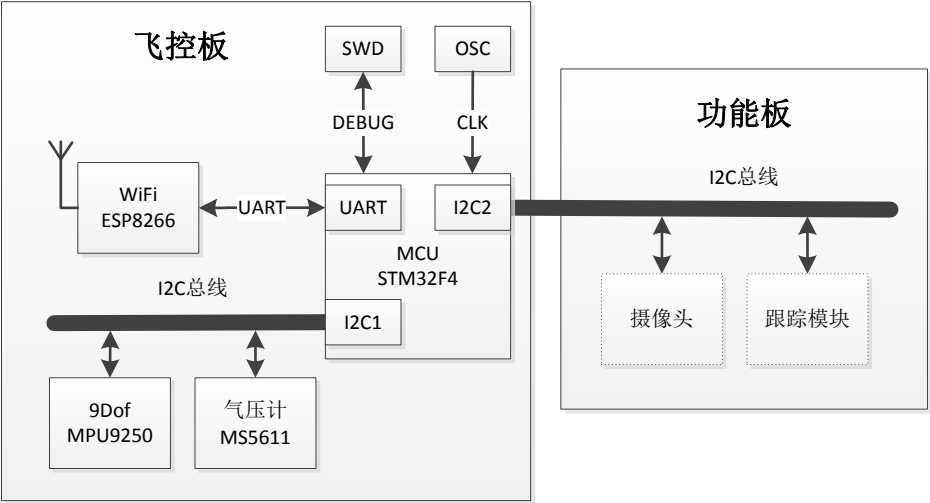 飞控板
SWD
OSC
DEBUG
CLK
功能板
WiFi
ESP8266
UART
UART
I2C2
I2C总线
MCU
STM32F4
I2C总线
I2C1
摄像头
跟踪模块
9Dof
MPU9250
气压计
MS5611